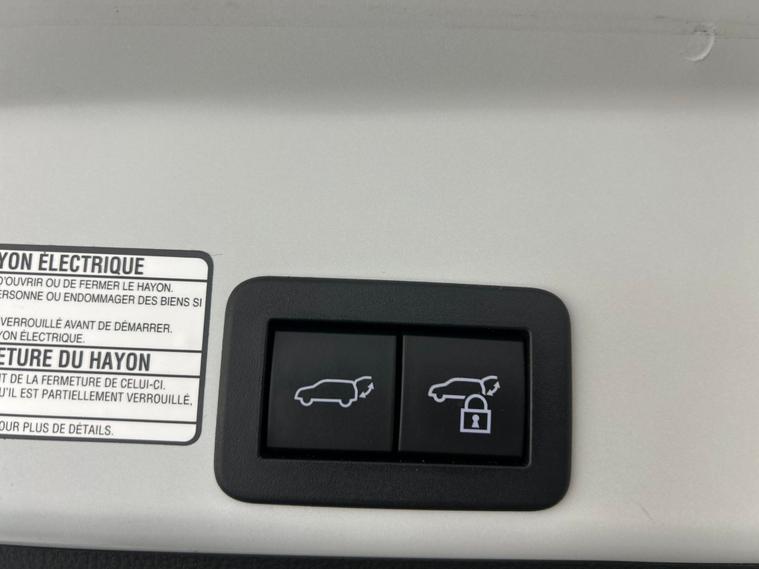 YON ÉLECTRIQUE
D'OUVRIR OU DE FERMER LE HAYON.
ERSONNE OU ENDOMMAGER DES BIENS SI
VERROUILLÉ AVANT DE DÉMARRER.
YON ÉLECTRIQUE.
ETURE DU HAYON
NT DE LA FERMETURE DE CELUI-CI.
U'IL EST PARTIELLEMENT VERROUILLÉ,
OUR PLUS DE DÉTAILS.